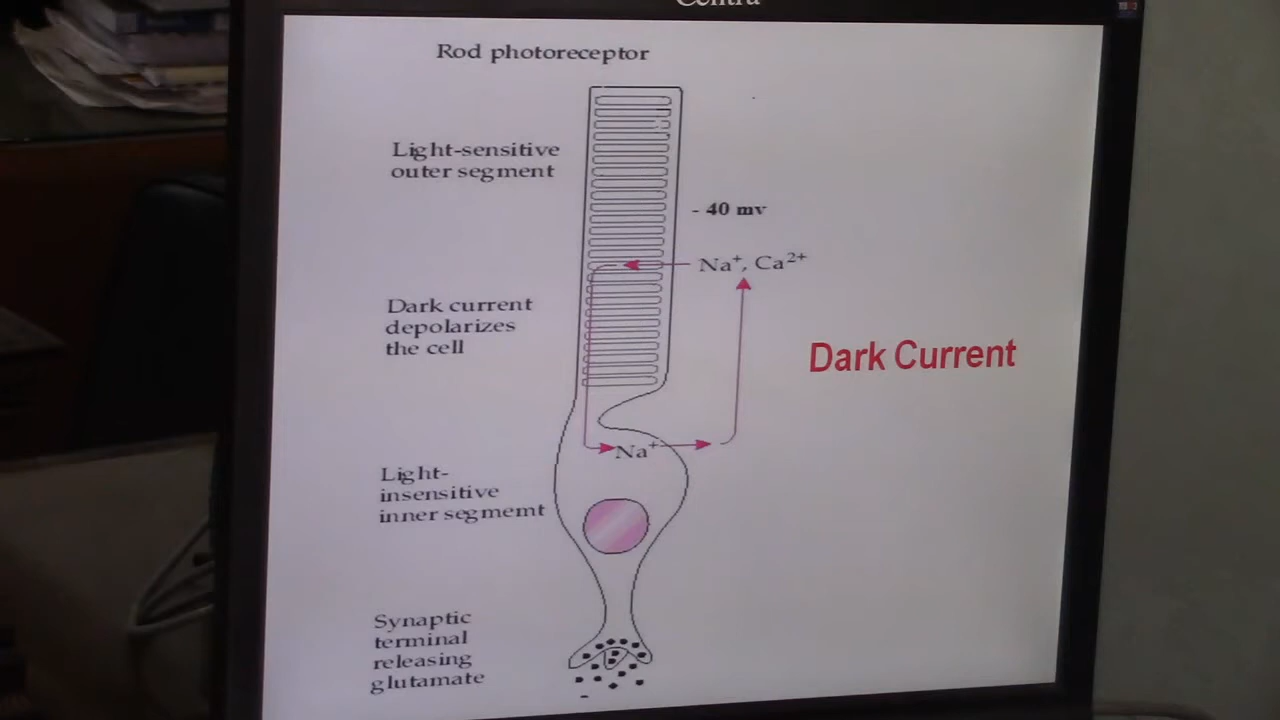 Rod photoreceptor
Light-sensitive
outer segment
- 40 mv
Na⁺, Ca²⁺
Dark current
depolarizes
the cell
Dark Current
Na⁺
Light-
insensitive
inner segmemt
Synaptic
terminal
releasing
glutamate